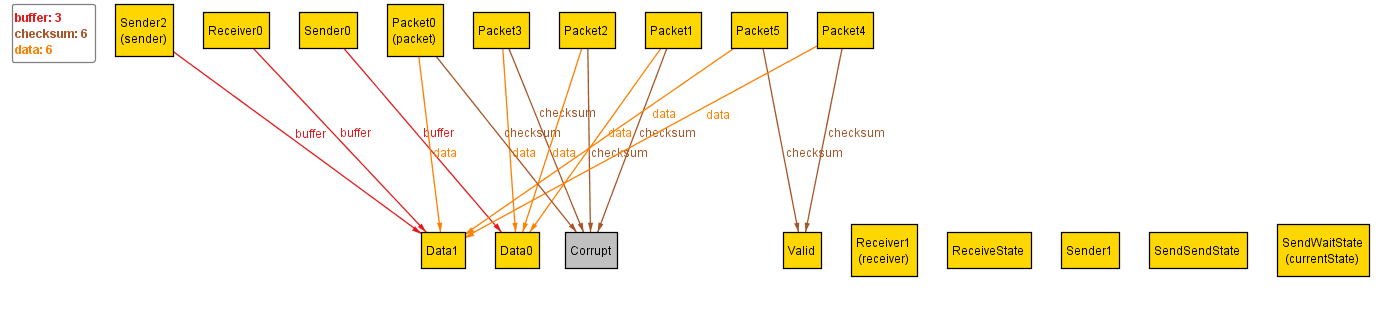 buffer: 3
checksum: 6
data: 6
Sender2
(sender)
Receiver0
Sender0
Packet0
(packet)
Packet3
Packet2
Packet1
Packet5
Packet4
checksum
data
data
buffer
buffer
buffer
checksum
data
checksum
checksum
data
data
data
checksum
checksum
Data1
Data0
Corrupt
Valid
Receiver1
(receiver)
ReceiveState
Sender1
SendSendState
SendWaitState
(currentState)